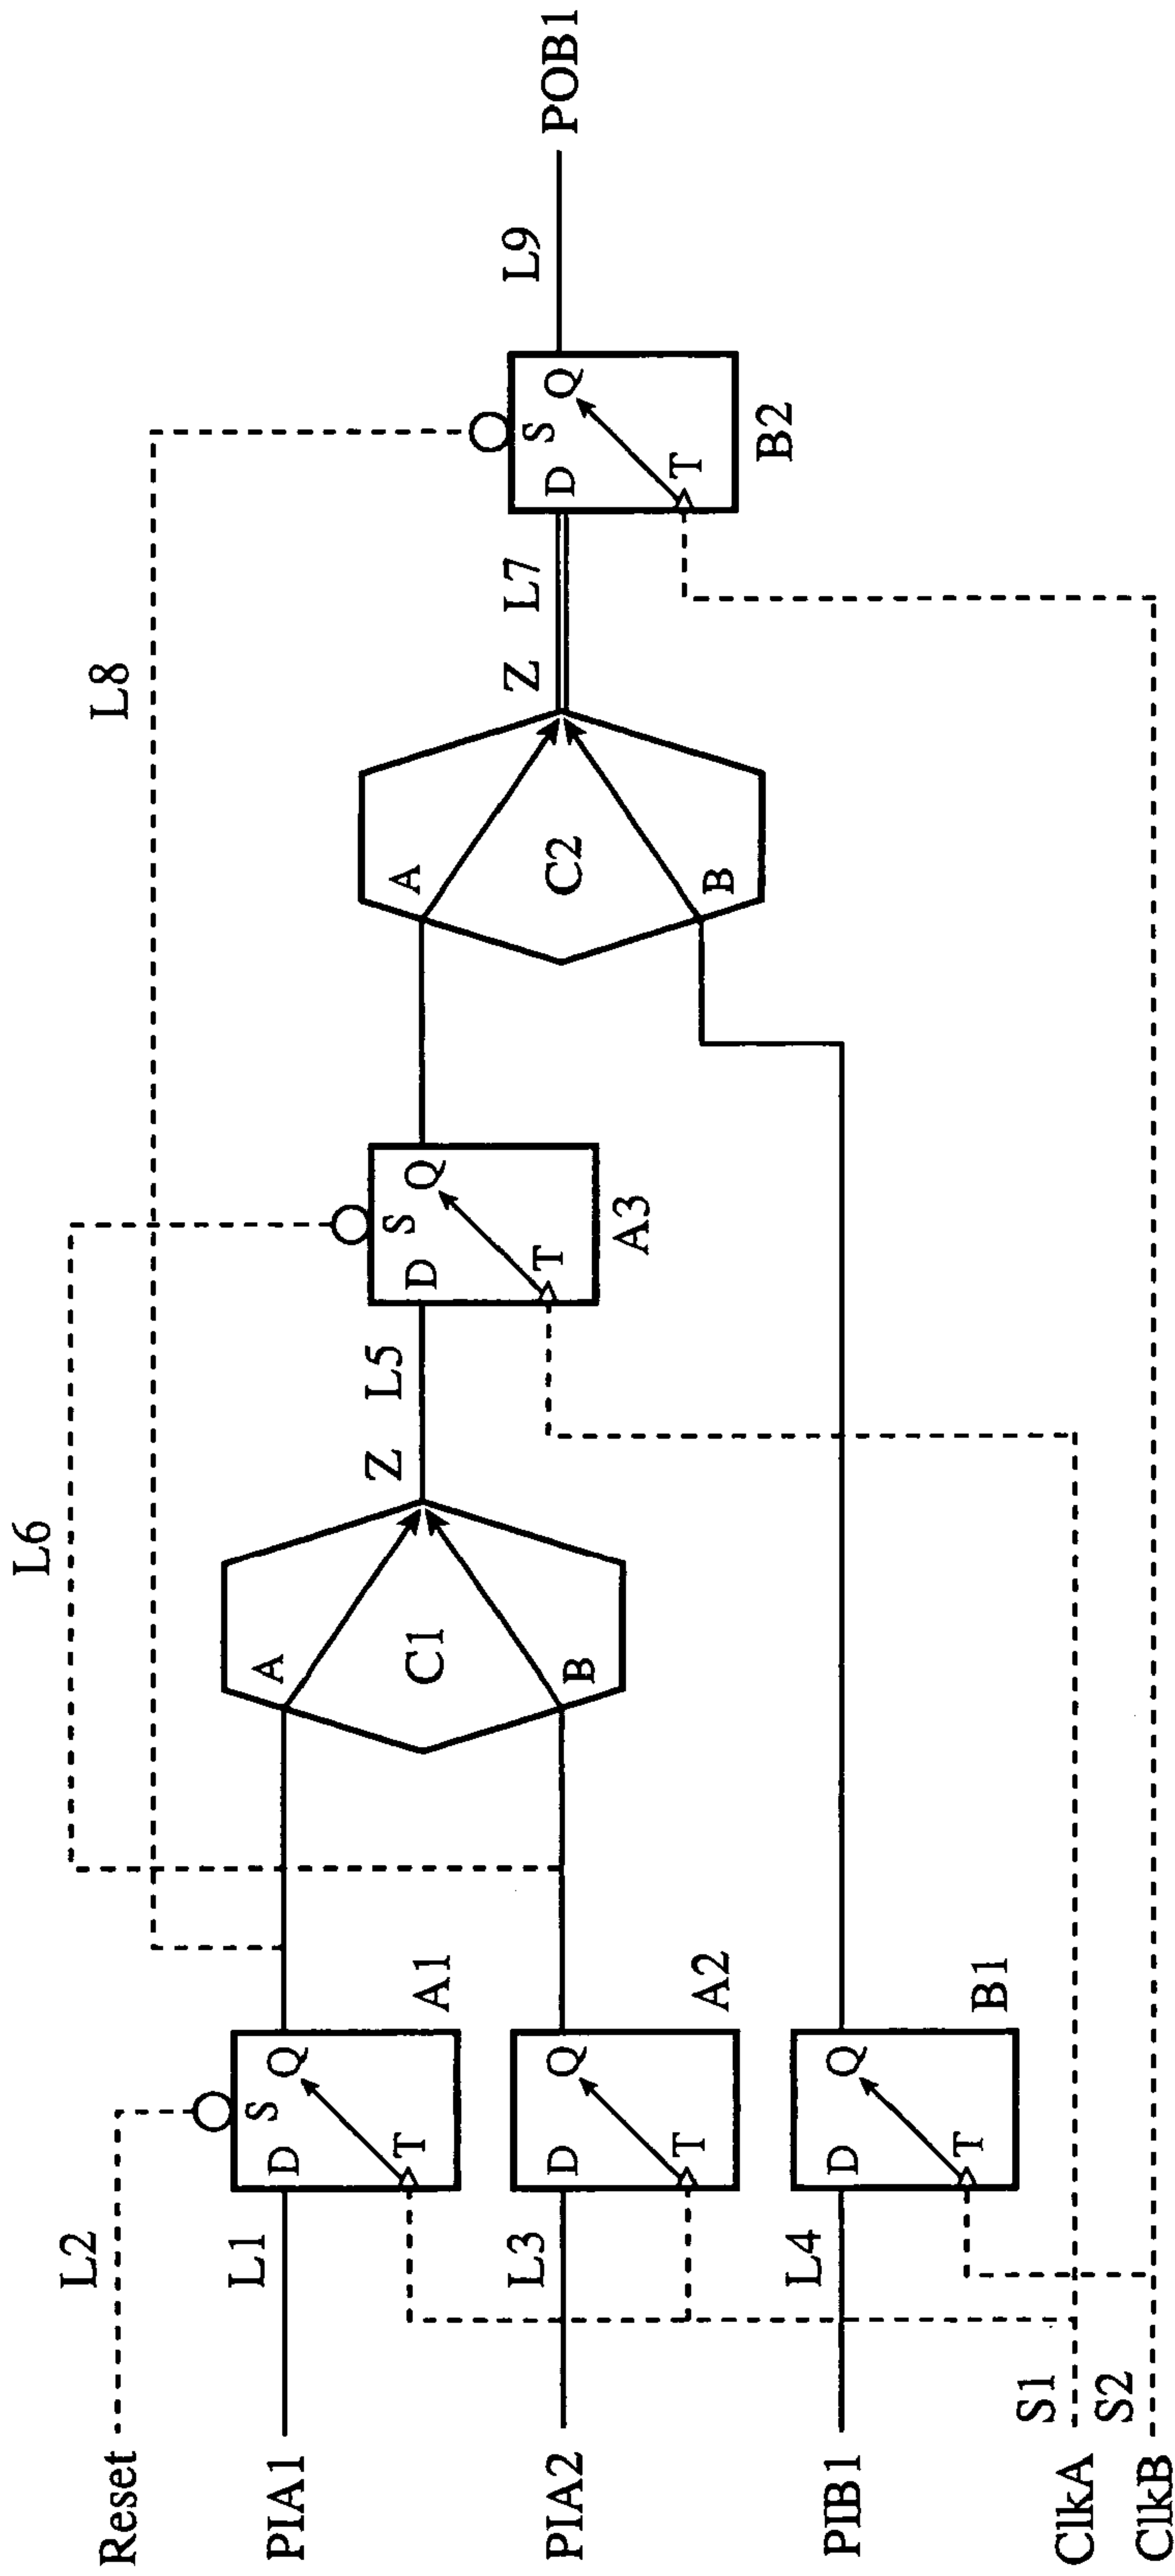 Reset
L2
PIA1
L1
D
S
Q
T
A1
PIA2
L3
D
Q
T
A2
PIB1
L4
D
Q
T
B1
ClkA
S1
ClkB
S2
L6
L8
A
B
C1
Z
L5
D
S
Q
T
A3
A
B
C2
Z
L7
D
S
Q
T
B2
L9
POB1